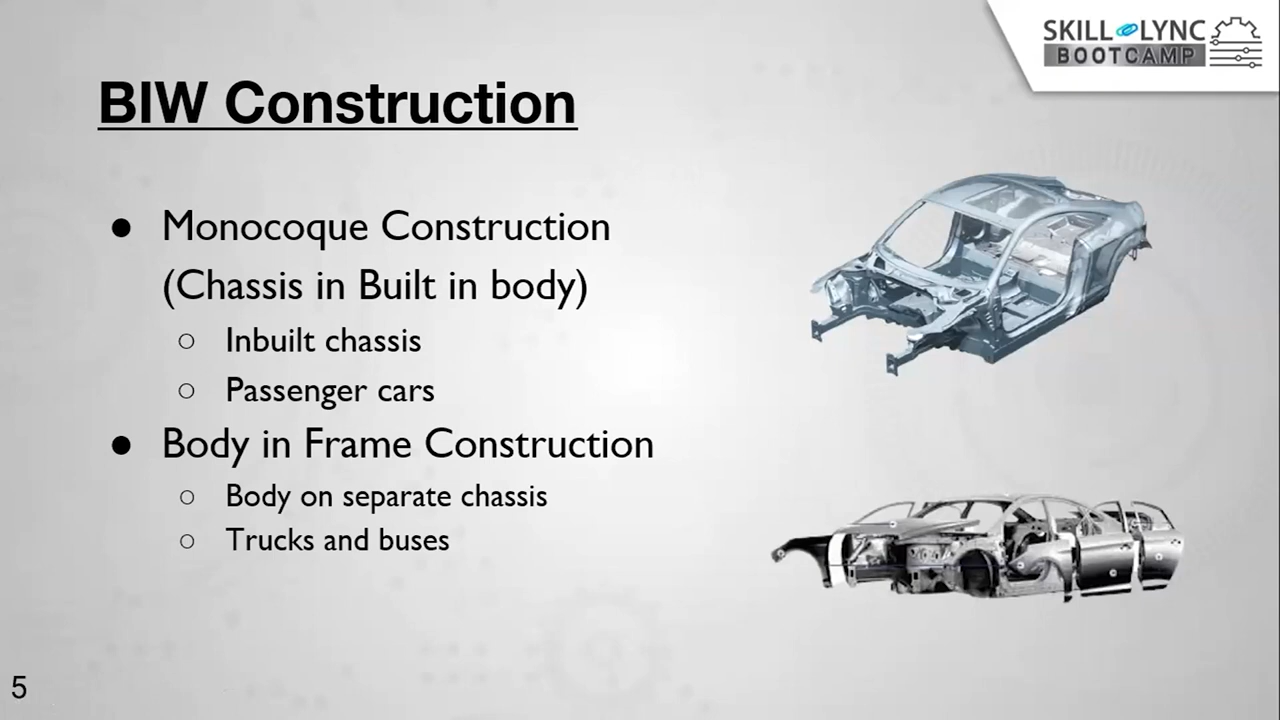 SKILL LYNC
BOOTCAMP
BIW Construction
● Monocoque Construction
(Chassis in Built in body)
○ Inbuilt chassis
○ Passenger cars
● Body in Frame Construction
○ Body on separate chassis
○ Trucks and buses
5